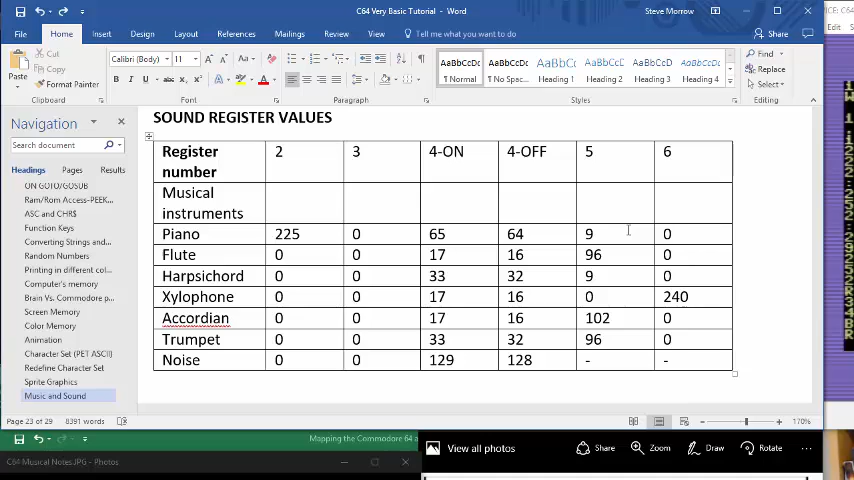 C64 Very Basic Tutorial - Word
Steve Morrow
File Home Insert Design Layout References Mailings Review View Tell me what you want to do Share
Paste
Cut
Copy
Format Painter
Calibri (Body) 11
B I U abc x₂ x²
AaBbCcDc AaBbCcDc AaBbCc AaBbCcD AaBbCcD AaBbCcD
¶ Normal ¶ No Spac... Heading 1 Heading 2 Heading 3 Heading 4
Find
Replace
Select
Clipboard Font Paragraph Styles Editing
Navigation
Search document
Headings Pages Results
ON GOTO/GOSUB
Ram/Rom Access-PEEK...
ASC and CHR$
Function Keys
Converting Strings and...
Random Numbers
Printing in different col...
Computer's memory
Brain Vs. Commodore p...
Screen Memory
Color Memory
Animation
Character Set (PET ASCII)
Redefine Character Set
Sprite Graphics
Music and Sound
SOUND REGISTER VALUES
Register number 2 3 4-ON 4-OFF 5 6
Musical instruments
Piano 225 0 65 64 9 0
Flute 0 0 17 16 96 0
Harpsichord 0 0 33 32 9 0
Xylophone 0 0 17 16 0 240
Accordian 0 0 17 16 102 0
Trumpet 0 0 33 32 96 0
Noise 0 0 129 128 - -
Page 23 of 29 8391 words
170%
Mapping the Commodore 64 a
C64 Musical Notes.JPG - Photos
View all photos Share Zoom Draw Rotate